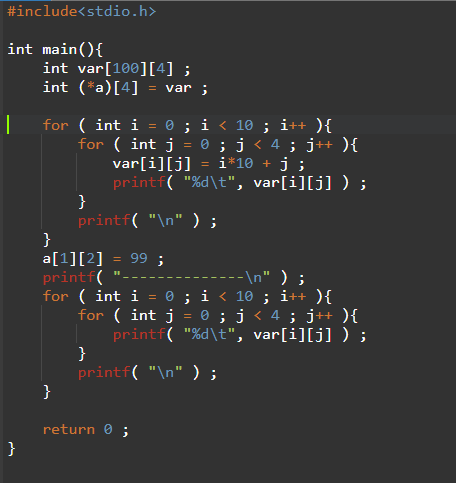 #include<stdio.h>
int main(){
int var[100][4] ;
int (*a)[4] = var ;
for ( int i = 0 ; i < 10 ; i++ ){
for ( int j = 0 ; j < 4 ; j++ ){
var[i][j] = i*10 + j ;
printf( "%d\t", var[i][j] ) ;
}
printf( "\n" ) ;
}
a[1][2] = 99 ;
printf( "--------------\n" ) ;
for ( int i = 0 ; i < 10 ; i++ ){
for ( int j = 0 ; j < 4 ; j++ ){
printf( "%d\t", var[i][j] ) ;
}
printf( "\n" ) ;
}
return 0 ;
}